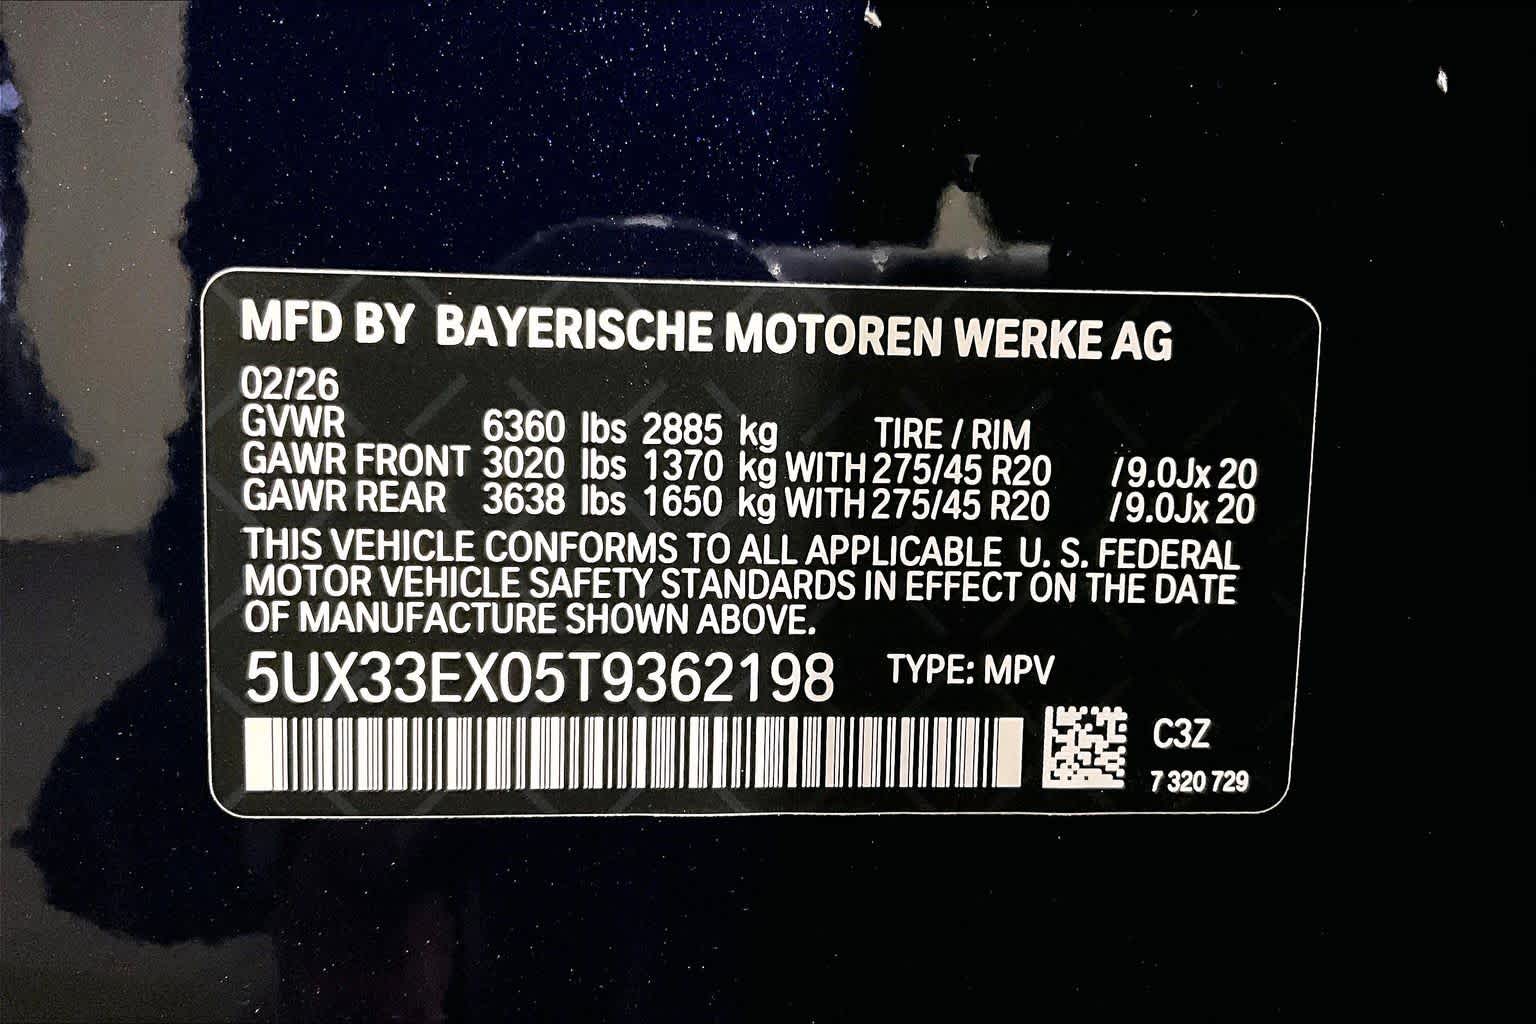 MFD BY BAYERISCHE MOTOREN WERKE AG
02/26
GVWR 6360 lbs 2885 kg TIRE / RIM
GAWR FRONT 3020 lbs 1370 kg WITH 275/45 R20 /9.0Jx 20
GAWR REAR 3638 lbs 1650 kg WITH 275/45 R20 /9.0Jx 20
THIS VEHICLE CONFORMS TO ALL APPLICABLE U. S. FEDERAL
MOTOR VEHICLE SAFETY STANDARDS IN EFFECT ON THE DATE
OF MANUFACTURE SHOWN ABOVE.
5UX33EX05T9362198 TYPE: MPV
C3Z
7 320 729